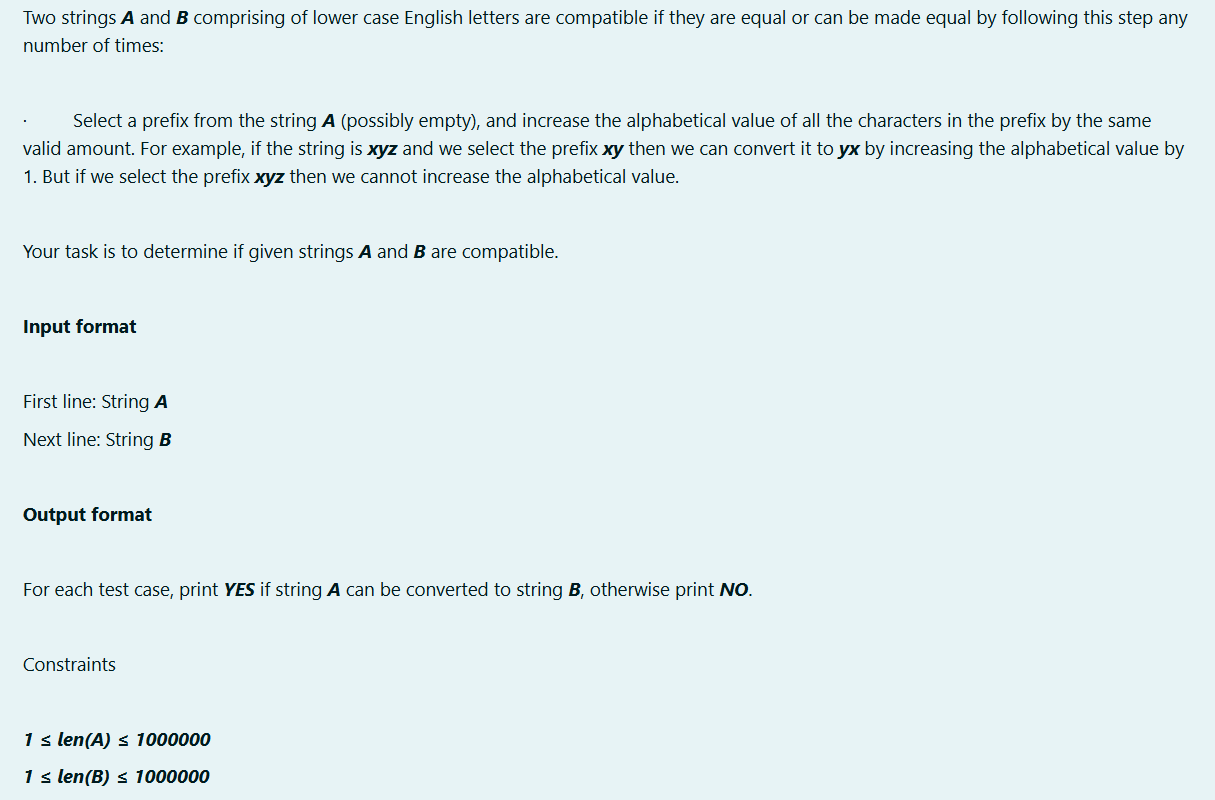 Two strings A and B comprising of lower case English letters are compatible if they are equal or can be made equal by following this step any
number of times:
· Select a prefix from the string A (possibly empty), and increase the alphabetical value of all the characters in the prefix by the same
valid amount. For example, if the string is xyz and we select the prefix xy then we can convert it to yx by increasing the alphabetical value by
1. But if we select the prefix xyz then we cannot increase the alphabetical value.
Your task is to determine if given strings A and B are compatible.
Input format
First line: String A
Next line: String B
Output format
For each test case, print YES if string A can be converted to string B, otherwise print NO.
Constraints
1 ≤ len(A) ≤ 1000000
1 ≤ len(B) ≤ 1000000